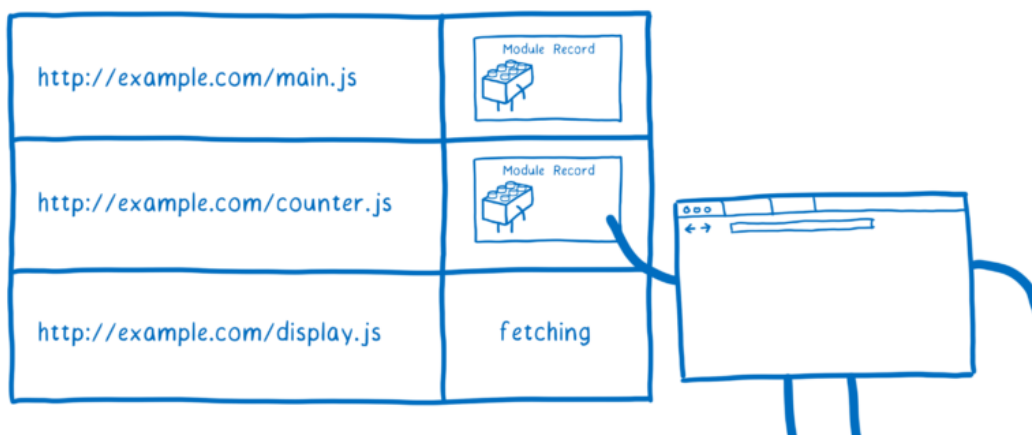 http://example.com/main.js
Module Record
http://example.com/counter.js
Module Record
http://example.com/display.js
fetching